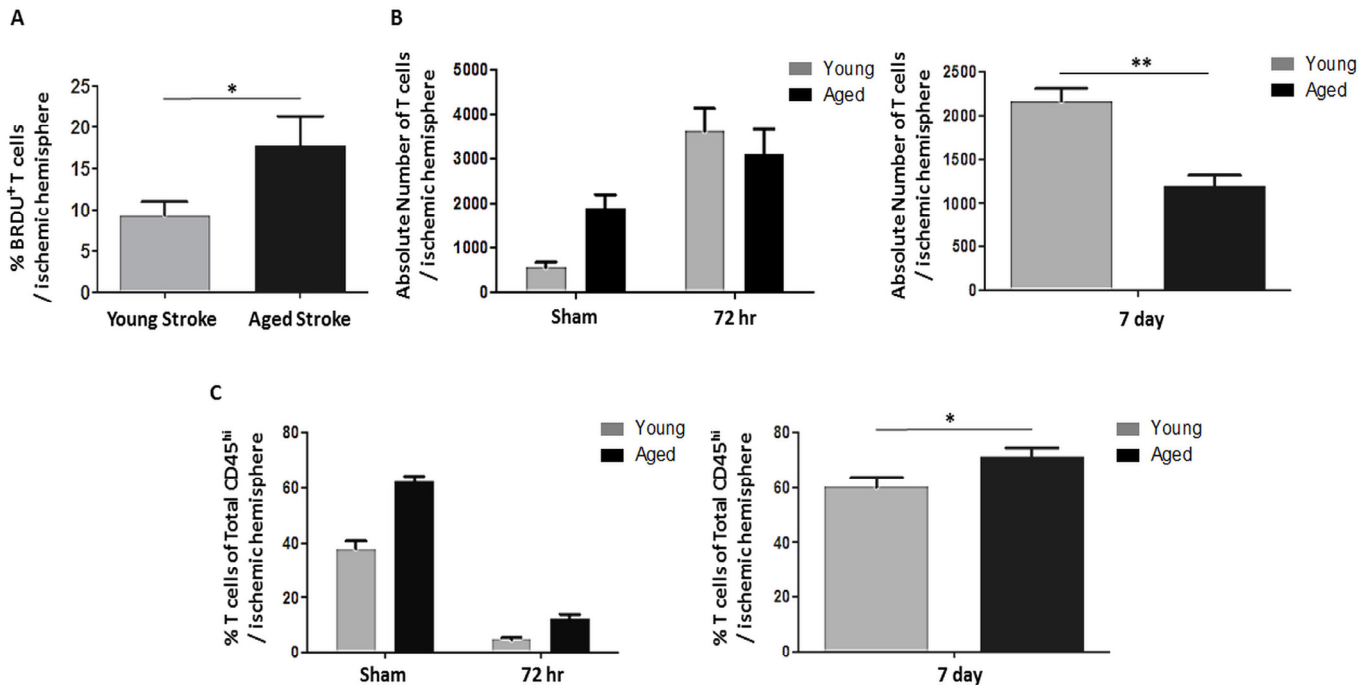 A
% BRDU+ T cells
/ ischemic hemisphere
25
20
15
10
5
0
*
Young Stroke
Aged Stroke
B
Absolute Number of T cells
/ ischemic hemisphere
5000
4000
3000
2000
1000
0
Sham
72 hr
Young
Aged
Absolute Number of T cells
/ ischemic hemisphere
2500
2000
1500
1000
500
0
**
7 day
Young
Aged
C
% T cells of Total CD45hi
/ ischemic hemisphere
80
60
40
20
0
Sham
72 hr
Young
Aged
% T cells of Total CD45hi
/ ischemic hemisphere
80
60
40
20
0
*
7 day
Young
Aged